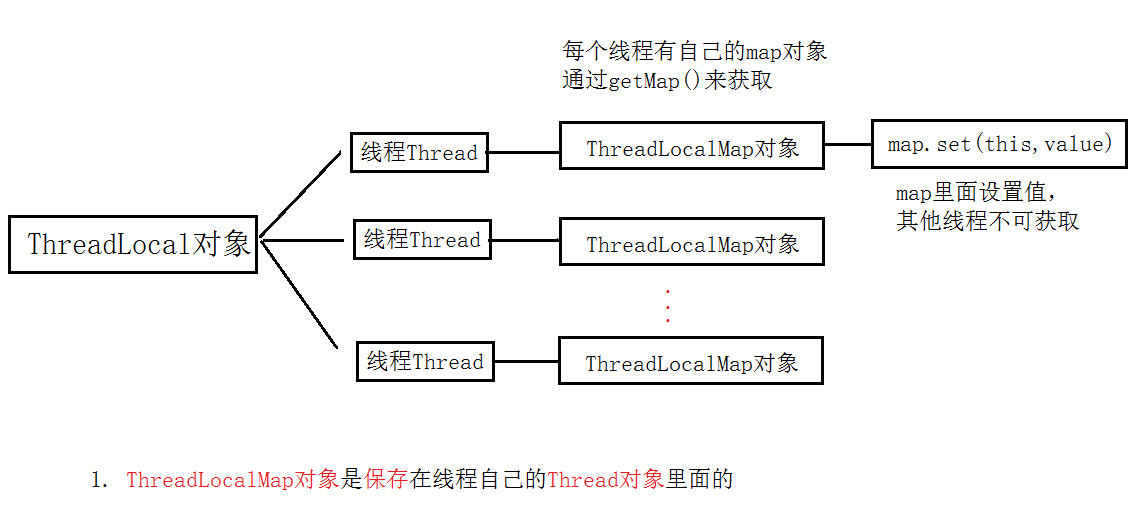 每个线程有自己的map对象
通过getMap()来获取
线程Thread
ThreadLocalMap对象
map.set(this,value)
map里面设置值，
其他线程不可获取
ThreadLocal对象
线程Thread
ThreadLocalMap对象
线程Thread
ThreadLocalMap对象
1. ThreadLocalMap对象是保存在线程自己的Thread对象里面的